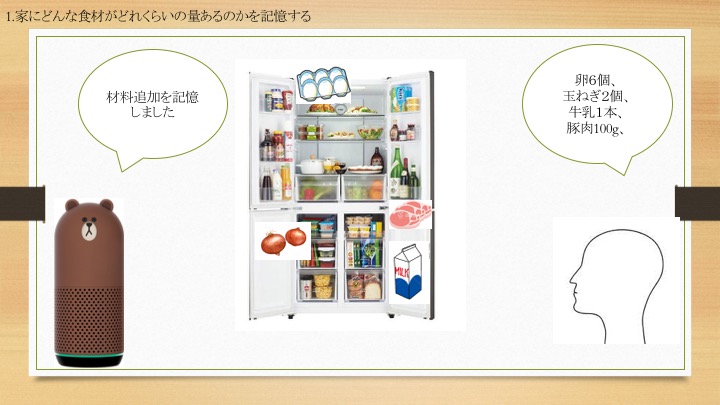 1.家にどんな食材がどれくらいの量あるのかを記憶する
材料追加を記憶
しました
卵6個、
玉ねぎ2個、
牛乳1本、
豚肉100g、
MILK